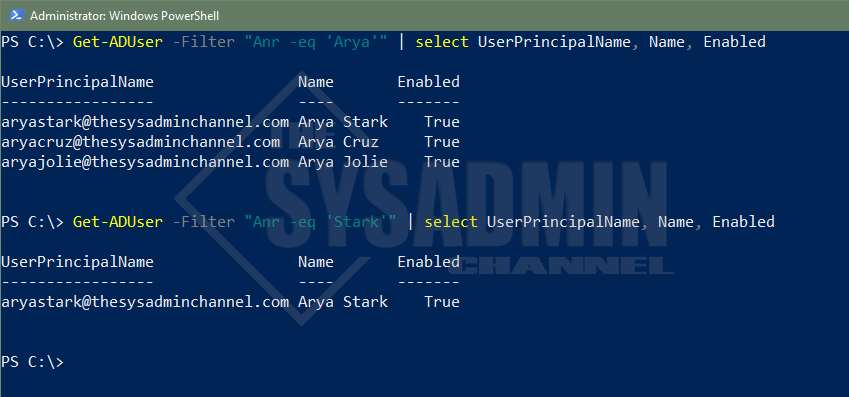 Administrator: Windows PowerShell
PS C:\> Get-ADUser -Filter "Anr -eq 'Arya'" | select UserPrincipalName, Name, Enabled
UserPrincipalName Name Enabled
----------------- ---- -------
aryastark@thesysadminchannel.com Arya Stark True
aryacruz@thesysadminchannel.com Arya Cruz True
aryajolie@thesysadminchannel.com Arya Jolie True
PS C:\> Get-ADUser -Filter "Anr -eq 'Stark'" | select UserPrincipalName, Name, Enabled
UserPrincipalName Name Enabled
----------------- ---- -------
aryastark@thesysadminchannel.com Arya Stark True
PS C:\>
THE
SYSADMIN
CHANNEL